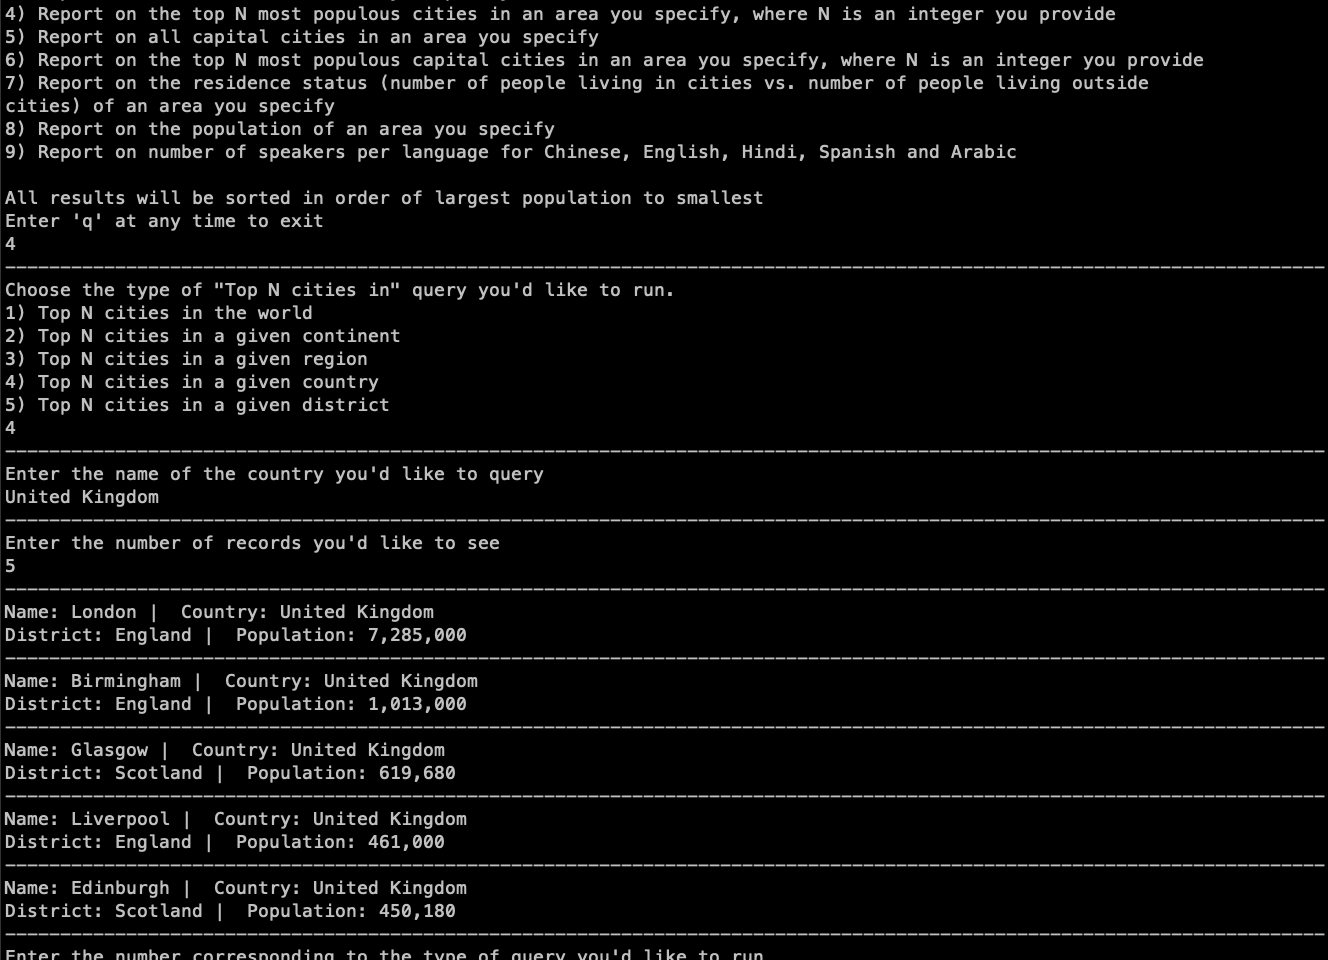 4) Report on the top N most populous cities in an area you specify, where N is an integer you provide
5) Report on all capital cities in an area you specify
6) Report on the top N most populous capital cities in an area you specify, where N is an integer you provide
7) Report on the residence status (number of people living in cities vs. number of people living outside
cities) of an area you specify
8) Report on the population of an area you specify
9) Report on number of speakers per language for Chinese, English, Hindi, Spanish and Arabic
All results will be sorted in order of largest population to smallest
Enter 'q' at any time to exit
4
Choose the type of "Top N cities in" query you'd like to run.
1) Top N cities in the world
2) Top N cities in a given continent
3) Top N cities in a given region
4) Top N cities in a given country
5) Top N cities in a given district
4
Enter the name of the country you'd like to query
United Kingdom
Enter the number of records you'd like to see
5
Name: London |  Country: United Kingdom
District: England |  Population: 7,285,000
Name: Birmingham |  Country: United Kingdom
District: England |  Population: 1,013,000
Name: Glasgow |  Country: United Kingdom
District: Scotland |  Population: 619,680
Name: Liverpool |  Country: United Kingdom
District: England |  Population: 461,000
Name: Edinburgh |  Country: United Kingdom
District: Scotland |  Population: 450,180
Enter the number corresponding to the type of query you'd like to run